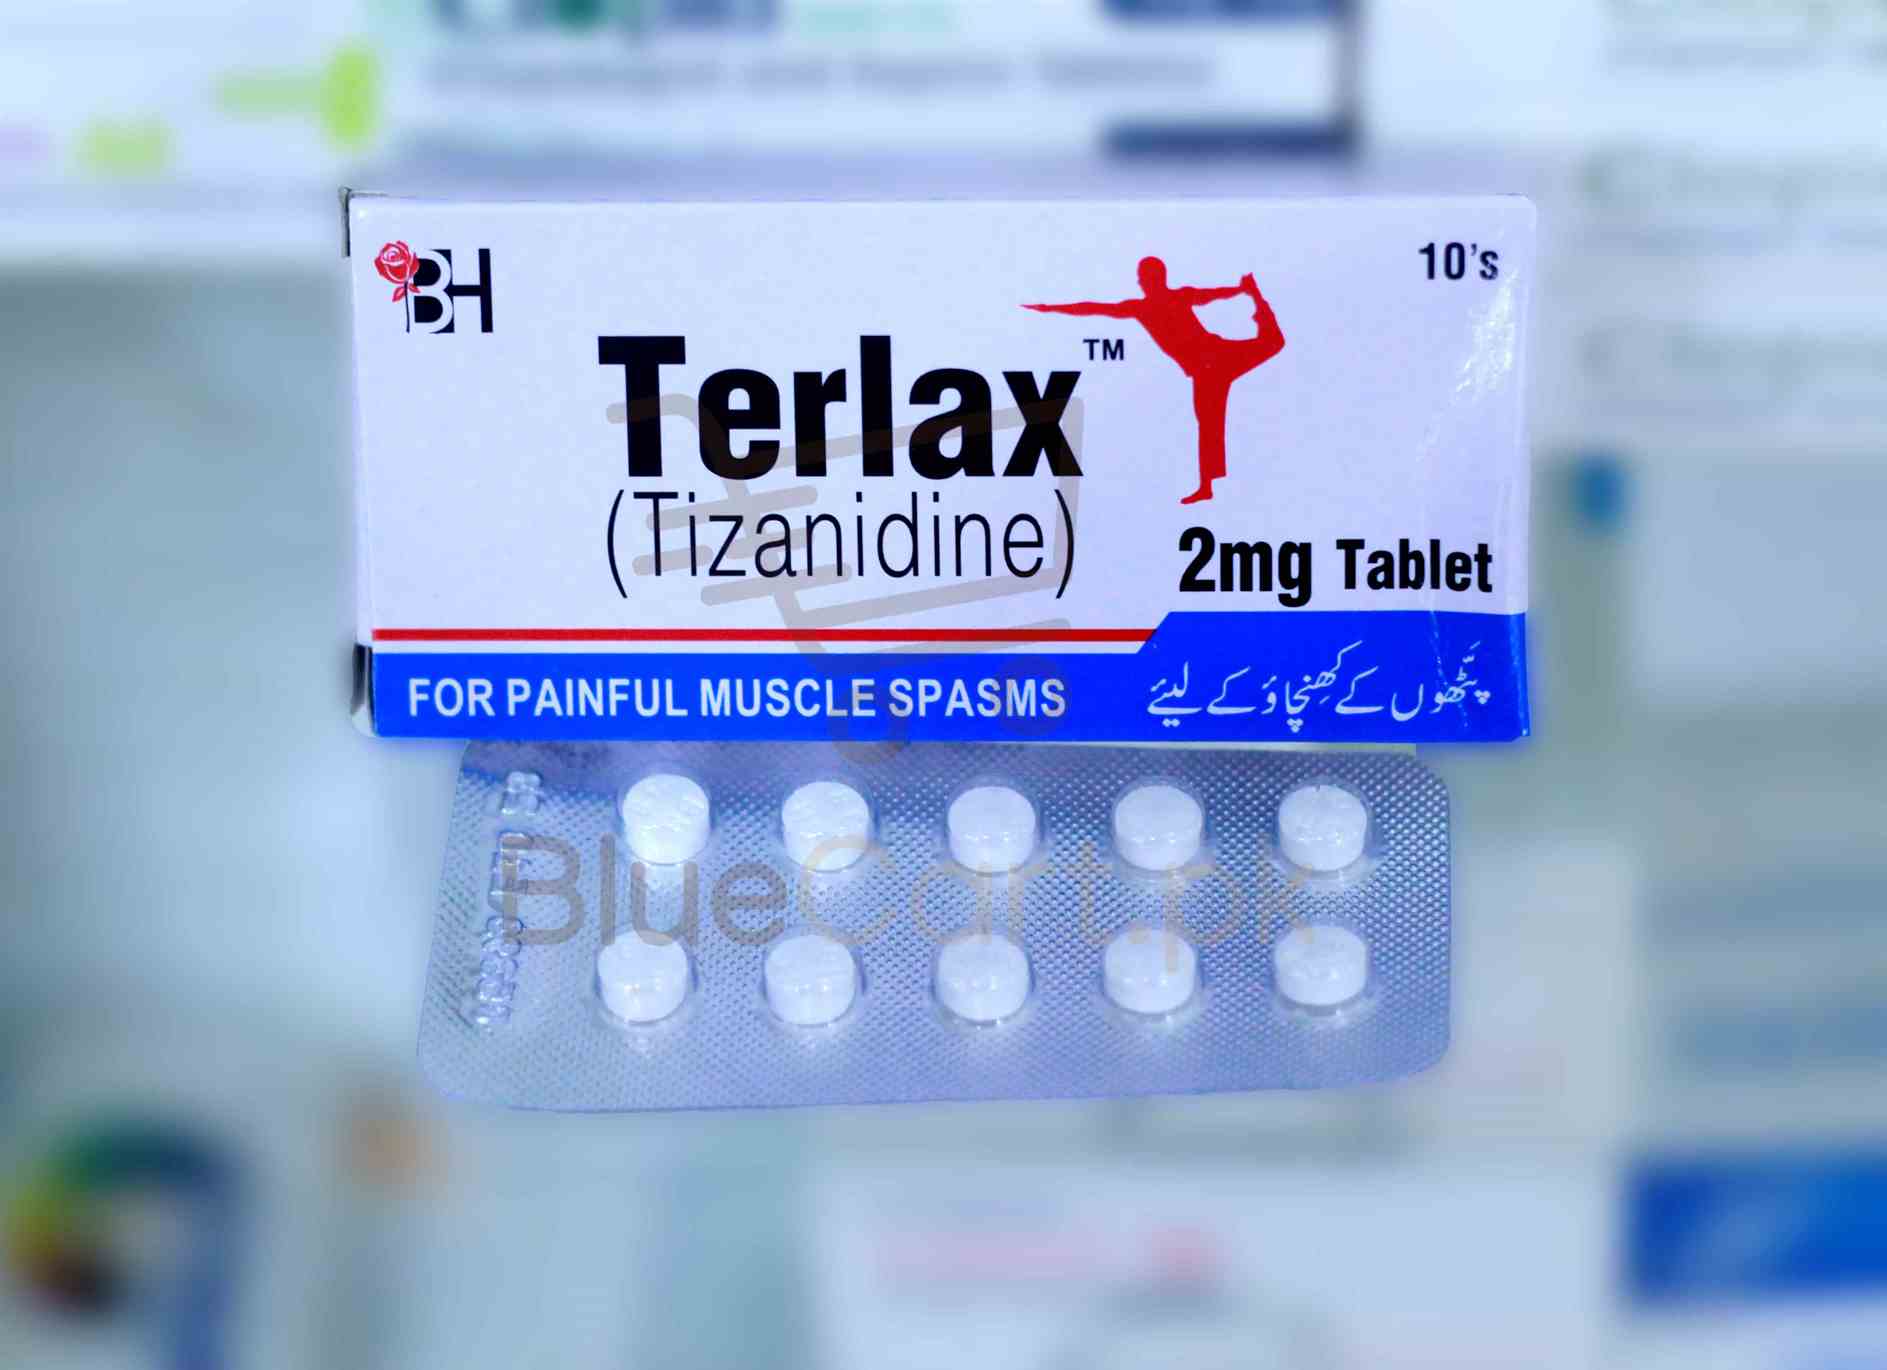 BH
10's
Terlax™
(Tizanidine)
2mg Tablet
FOR PAINFUL MUSCLE SPASMS
پٹھوں کے کھنچاؤ کے لیئے
BlueCart.pk